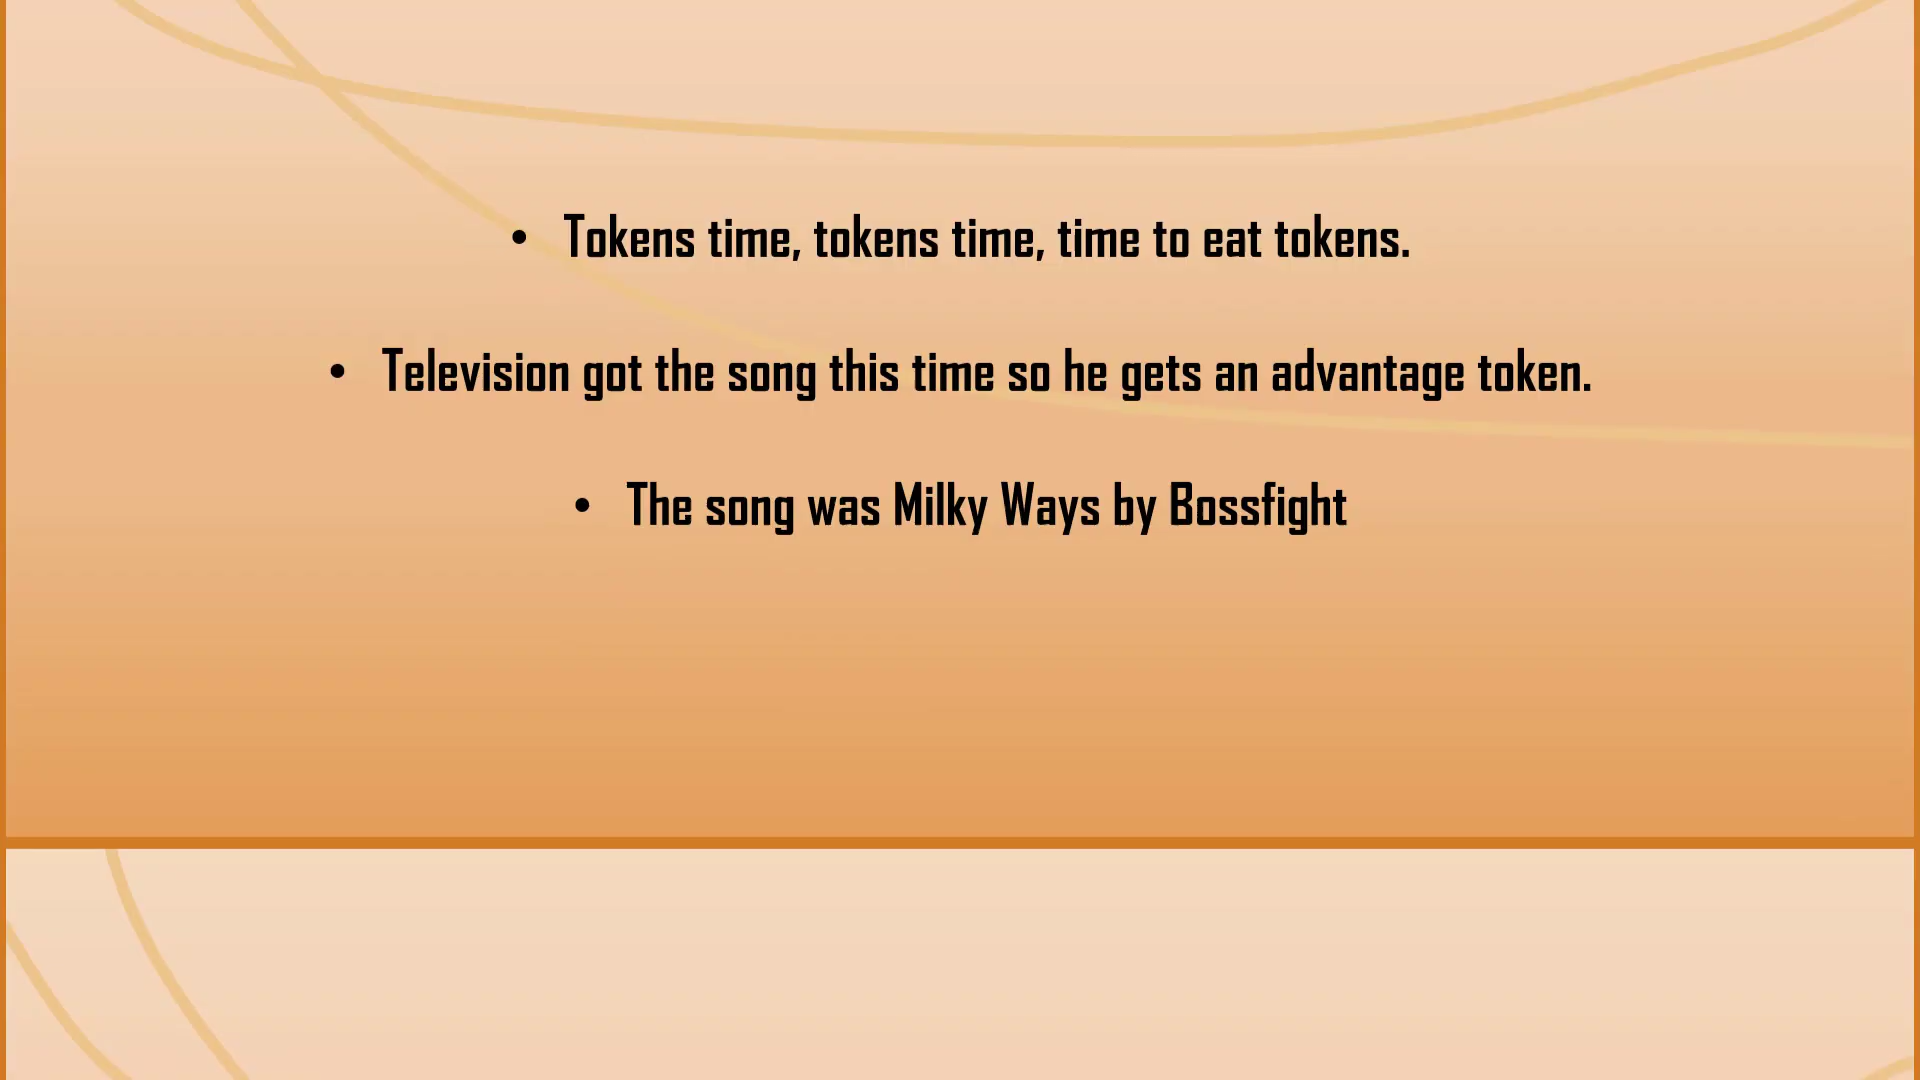 • Tokens time, tokens time, time to eat tokens.
• Television got the song this time so he gets an advantage token.
• The song was Milky Ways by Bossfight